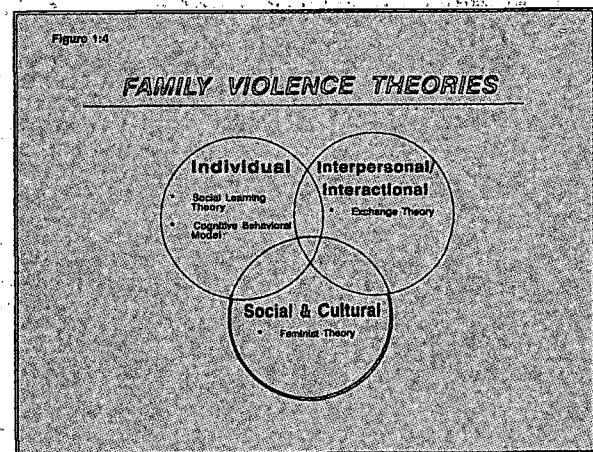 Figure 1:4
FAMILY VIOLENCE THEORIES
Individual
* Social Learning
Theory
* Cognitive Behavioral
Model
Interpersonal/
Interactional
* Exchange Theory
Social & Cultural
* Feminist Theory